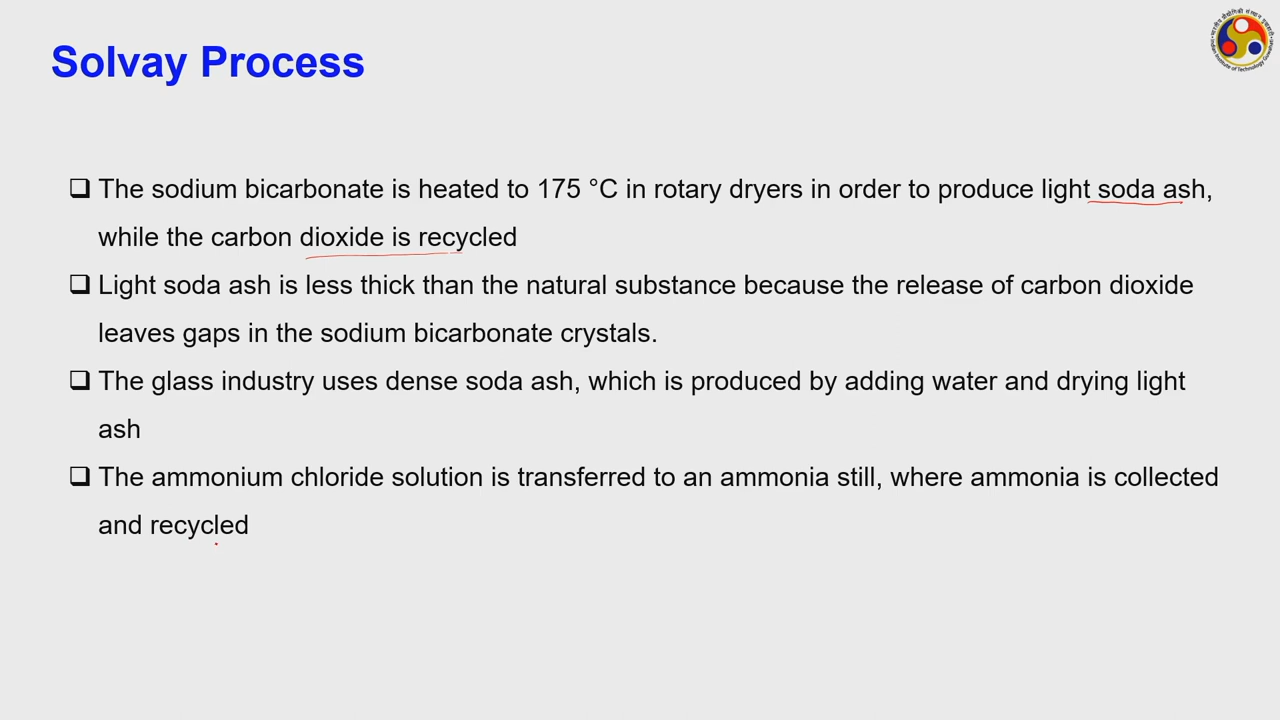 Solvay Process
The sodium bicarbonate is heated to 175 °C in rotary dryers in order to produce light soda ash,
while the carbon dioxide is recycled
Light soda ash is less thick than the natural substance because the release of carbon dioxide
leaves gaps in the sodium bicarbonate crystals.
The glass industry uses dense soda ash, which is produced by adding water and drying light
ash
The ammonium chloride solution is transferred to an ammonia still, where ammonia is collected
and recycled